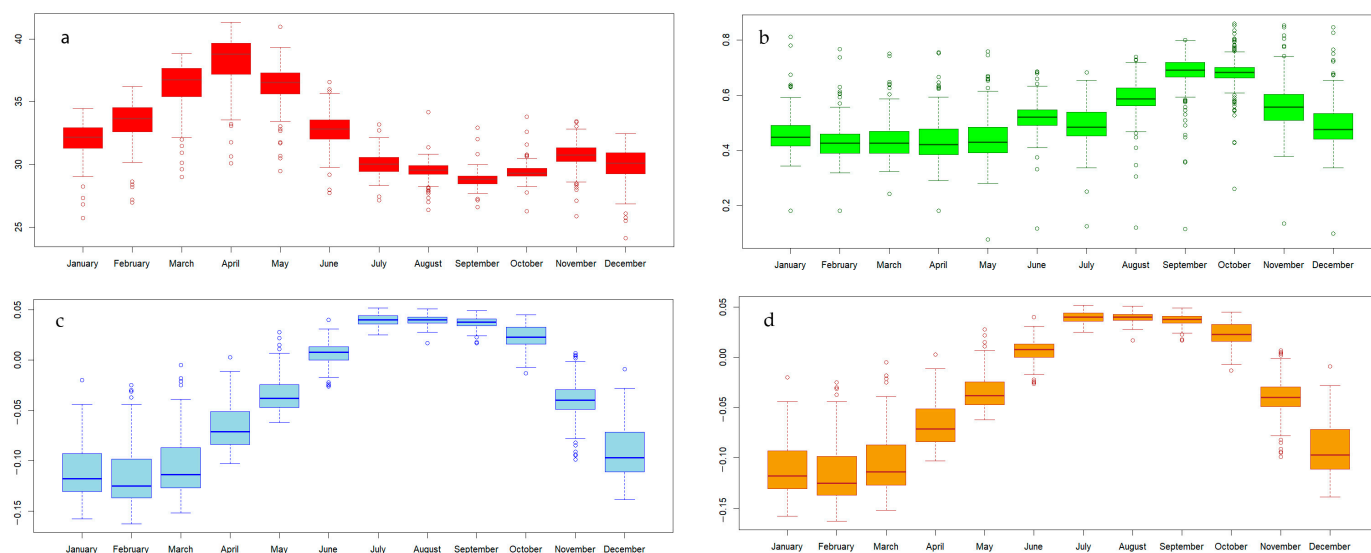 a
40
35
30
25
January February March April May June July August September October November December
b
0.8
0.6
0.4
0.2
January February March April May June July August September October November December
c
0.05
0.00
−0.05
−0.10
−0.15
January February March April May June July August September October November December
d
0.05
0.00
−0.05
−0.10
−0.15
January February March April May June July August September October November December